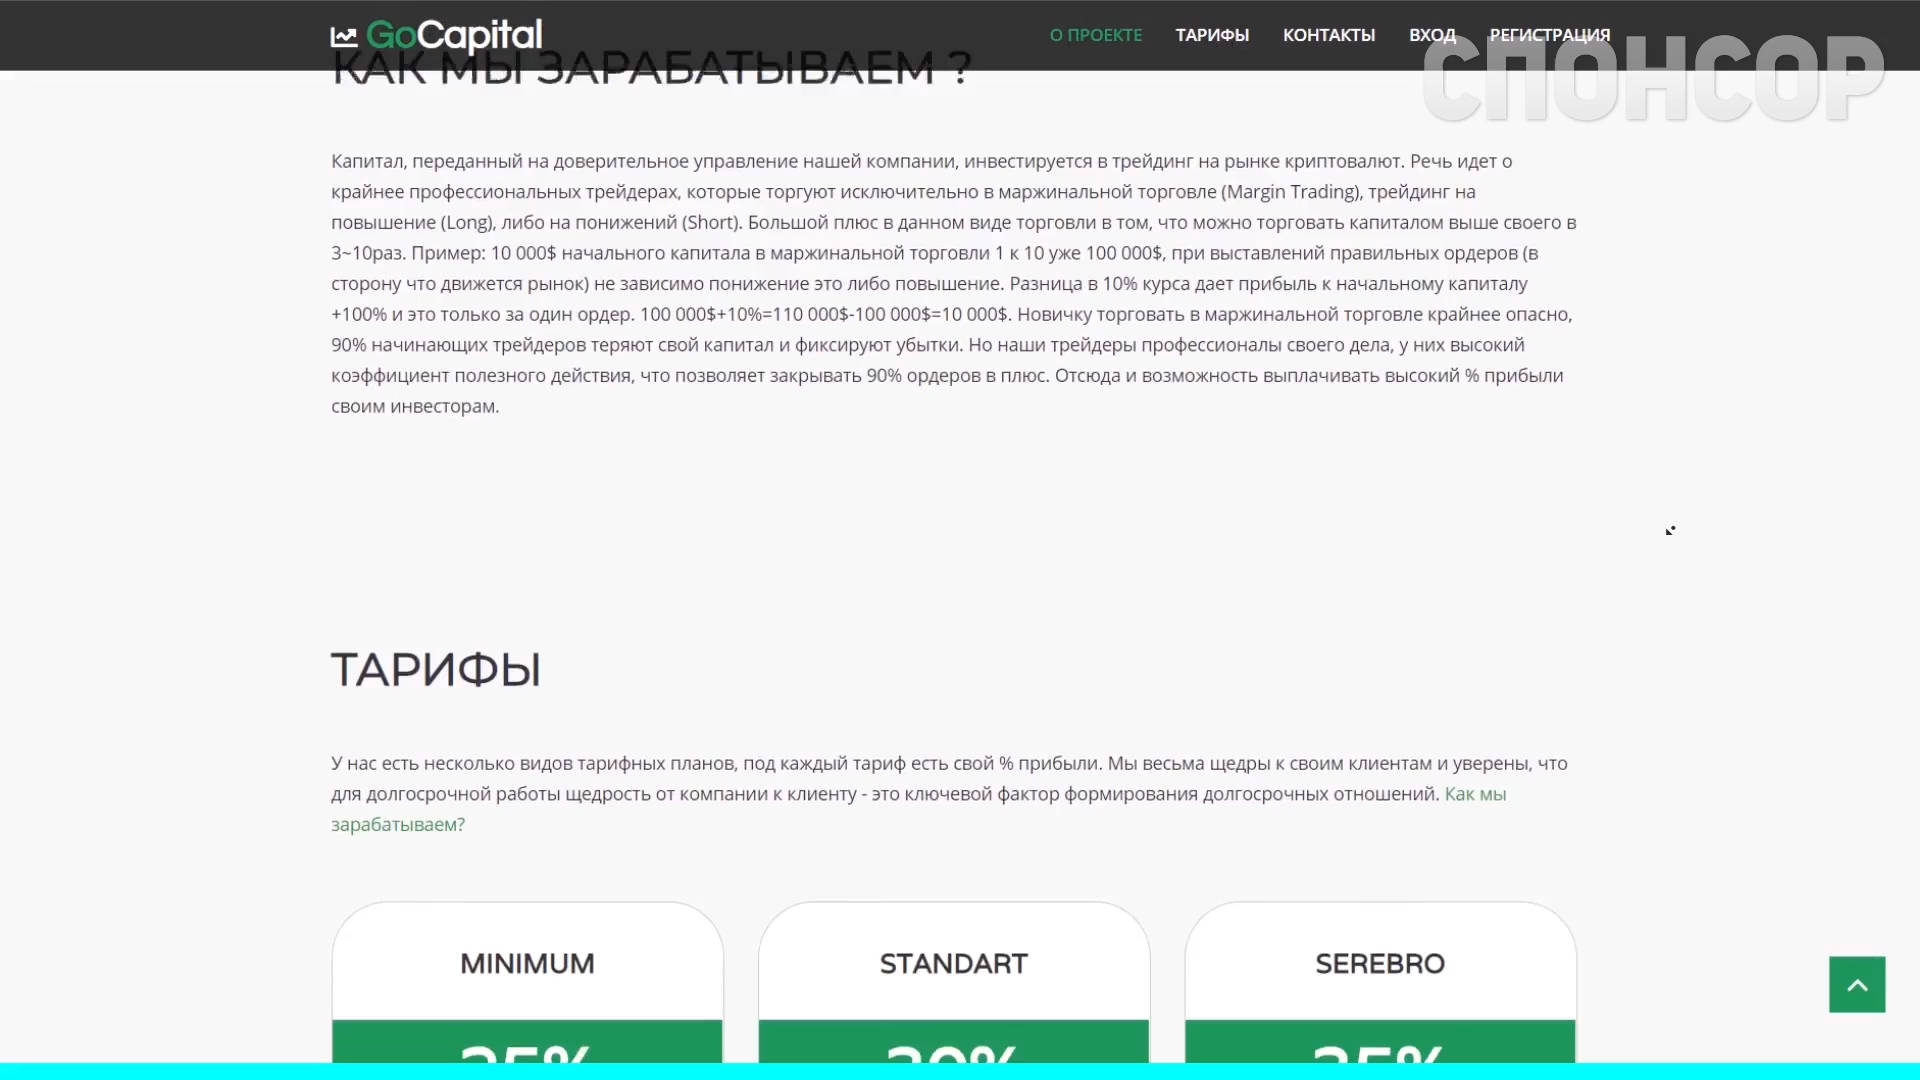 GoCapital
О ПРОЕКТЕ ТАРИФЫ КОНТАКТЫ ВХОД РЕГИСТРАЦИЯ
СПОНСОР
КАК МЫ ЗАРАБАТЫВАЕМ ?
Капитал, переданный на доверительное управление нашей компании, инвестируется в трейдинг на рынке криптовалют. Речь идет о
крайнее профессиональных трейдерах, которые торгуют исключительно в маржинальной торговле (Margin Trading), трейдинг на
повышение (Long), либо на понижений (Short). Большой плюс в данном виде торговли в том, что можно торговать капиталом выше своего в
3~10раз. Пример: 10 000$ начального капитала в маржинальной торговли 1 к 10 уже 100 000$, при выставлений правильных ордеров (в
сторону что движется рынок) не зависимо понижение это либо повышение. Разница в 10% курса дает прибыль к начальному капиталу
+100% и это только за один ордер. 100 000$+10%=110 000$-100 000$=10 000$. Новичку торговать в маржинальной торговле крайнее опасно,
90% начинающих трейдеров теряют свой капитал и фиксируют убытки. Но наши трейдеры профессионалы своего дела, у них высокий
коэффициент полезного действия, что позволяет закрывать 90% ордеров в плюс. Отсюда и возможность выплачивать высокий % прибыли
своим инвесторам.
ТАРИФЫ
У нас есть несколько видов тарифных планов, под каждый тариф есть свой % прибыли. Мы весьма щедры к своим клиентам и уверены, что
для долгосрочной работы щедрость от компании к клиенту - это ключевой фактор формирования долгосрочных отношений. Как мы
зарабатываем?
MINIMUM STANDART SEREBRO
25% 30% 35%